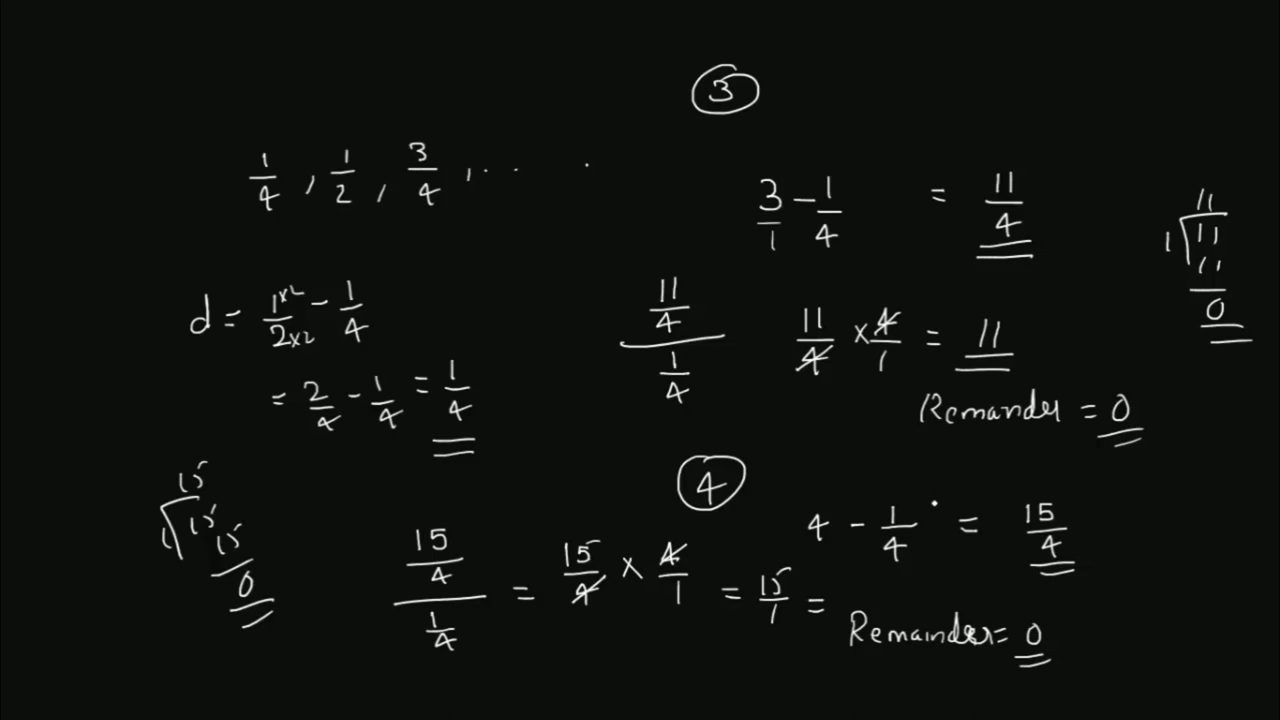 3
1/4, 1/2, 3/4, ... .
3/1 - 1/4 = 11/4
11
1 11
11
0
d = 1×2/2×2 - 1/4
= 2/4 - 1/4 = 1/4
11/4 / 1/4
11/4 × 4/1 = 11
Remander = 0
15
1 15
15
0
4
4 - 1/4 = 15/4
15/4 / 1/4 = 15/4 × 4/1 = 15/1 =
Remainder = 0